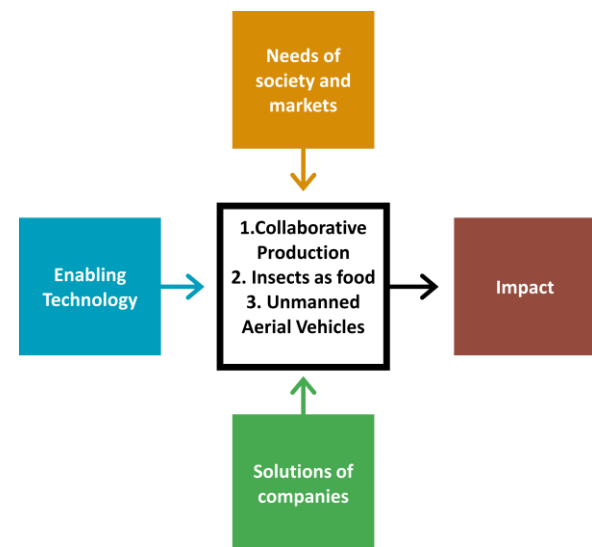 Needs of
society and
markets
Enabling
Technology
1.Collaborative
Production
2. Insects as food
3. Unmanned
Aerial Vehicles
Impact
Solutions of
companies